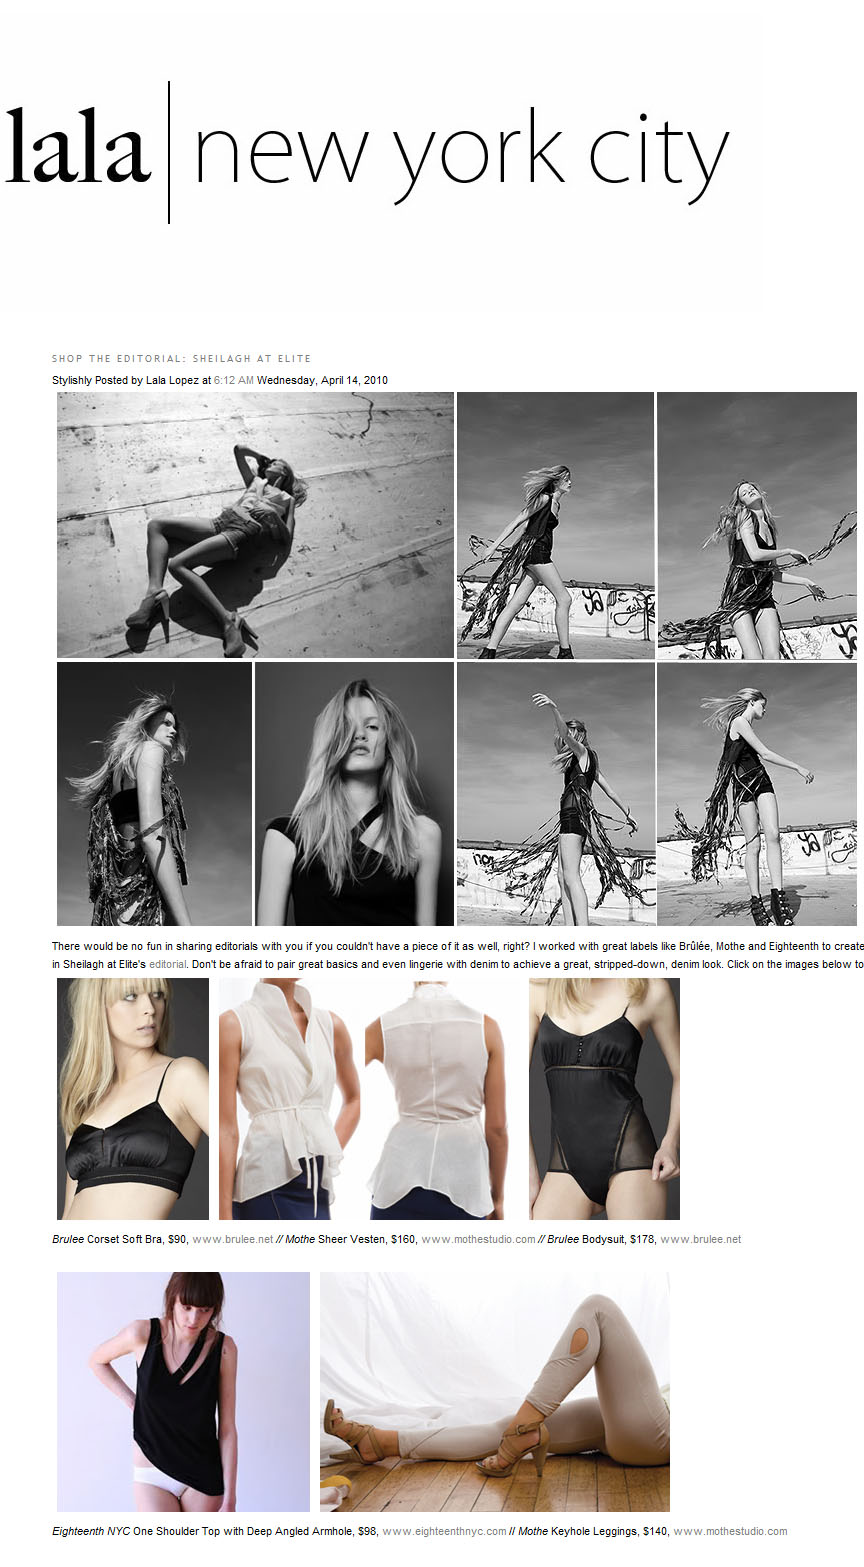 lala | new york city
SHOP THE EDITORIAL: SHEILAGH AT ELITE
Stylishly Posted by Lala Lopez at 6:12 AM Wednesday, April 14, 2010
There would be no fun in sharing editorials with you if you couldn't have a piece of it as well, right? I worked with great labels like Brûlée, Mothe and Eighteenth to create
in Sheilagh at Elite's editorial. Don't be afraid to pair great basics and even lingerie with denim to achieve a great, stripped-down, denim look. Click on the images below to
Brulee Corset Soft Bra, $90, www.brulee.net // Mothe Sheer Vesten, $160, www.mothestudio.com // Brulee Bodysuit, $178, www.brulee.net
Eighteenth NYC One Shoulder Top with Deep Angled Armhole, $98, www.eighteenthnyc.com // Mothe Keyhole Leggings, $140, www.mothestudio.com